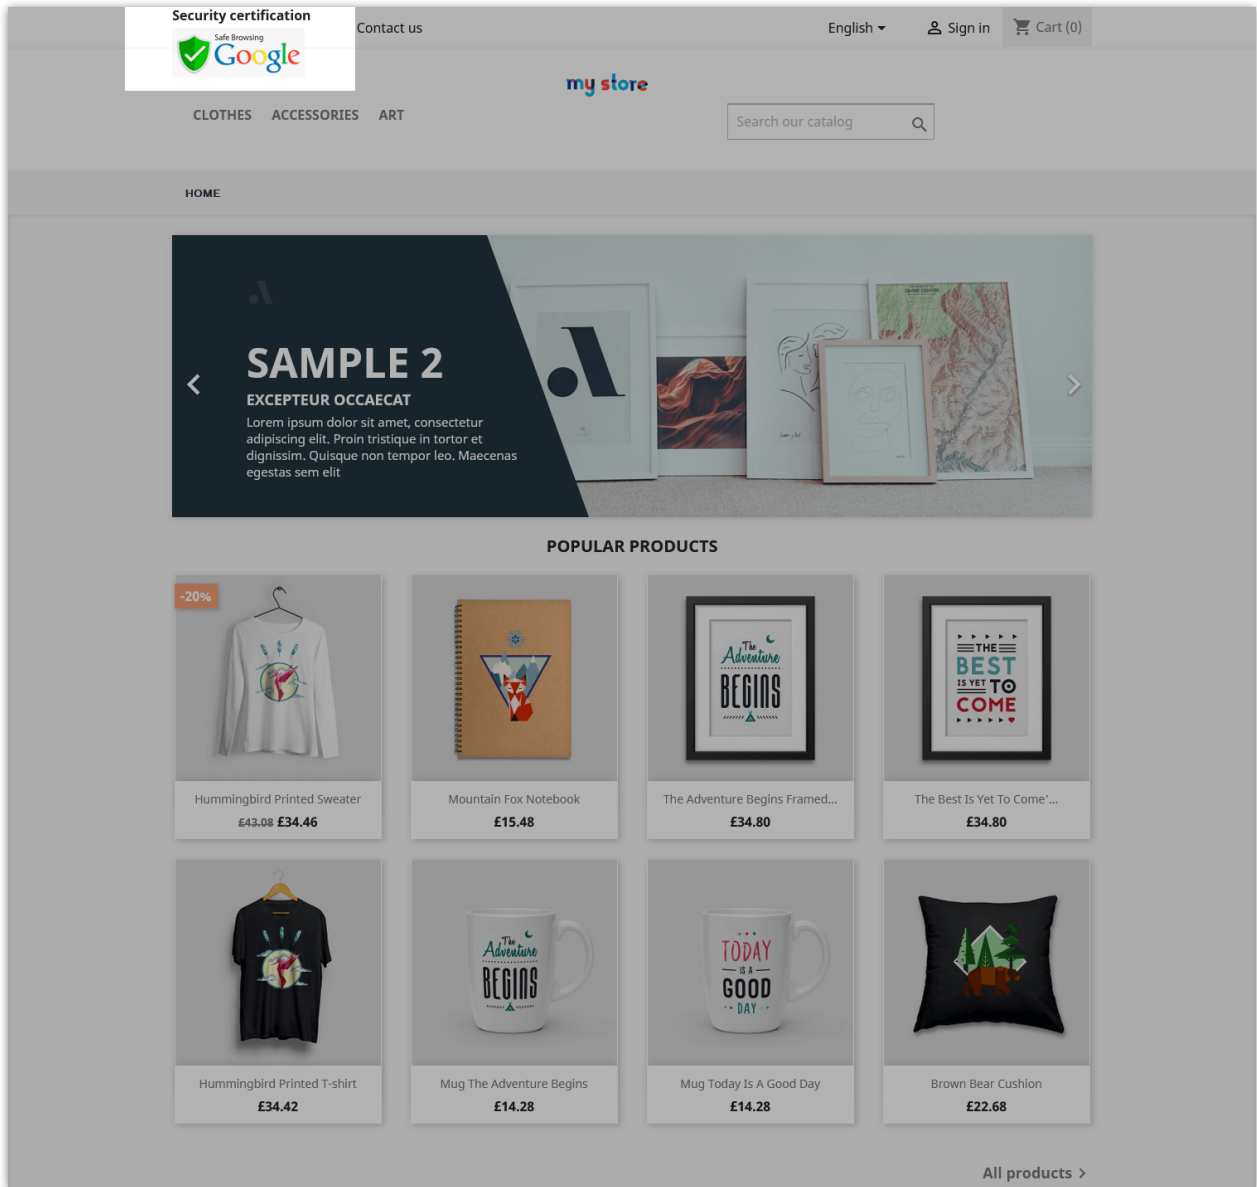 Security certification
Safe Browsing
Google
Contact us
English
Sign in
Cart (0)
my store
CLOTHES ACCESSORIES ART
Search our catalog
HOME
SAMPLE 2
EXCEPTEUR OCCAECAT
Lorem ipsum dolor sit amet, consectetur
adipiscing elit. Proin tristique in tortor et
dignissim. Quisque non tempor leo. Maecenas
egestas sem elit
POPULAR PRODUCTS
-20%
The
Adventure
BEGINS
THE
BEST
IS YET TO
COME
Hummingbird Printed Sweater
£43.08 £34.46
Mountain Fox Notebook
£15.48
The Adventure Begins Framed...
£34.80
The Best Is Yet To Come'...
£34.80
The
Adventure
BEGINS
TODAY
IS A
GOOD
DAY
Hummingbird Printed T-shirt
£34.42
Mug The Adventure Begins
£14.28
Mug Today Is A Good Day
£14.28
Brown Bear Cushion
£22.68
All products